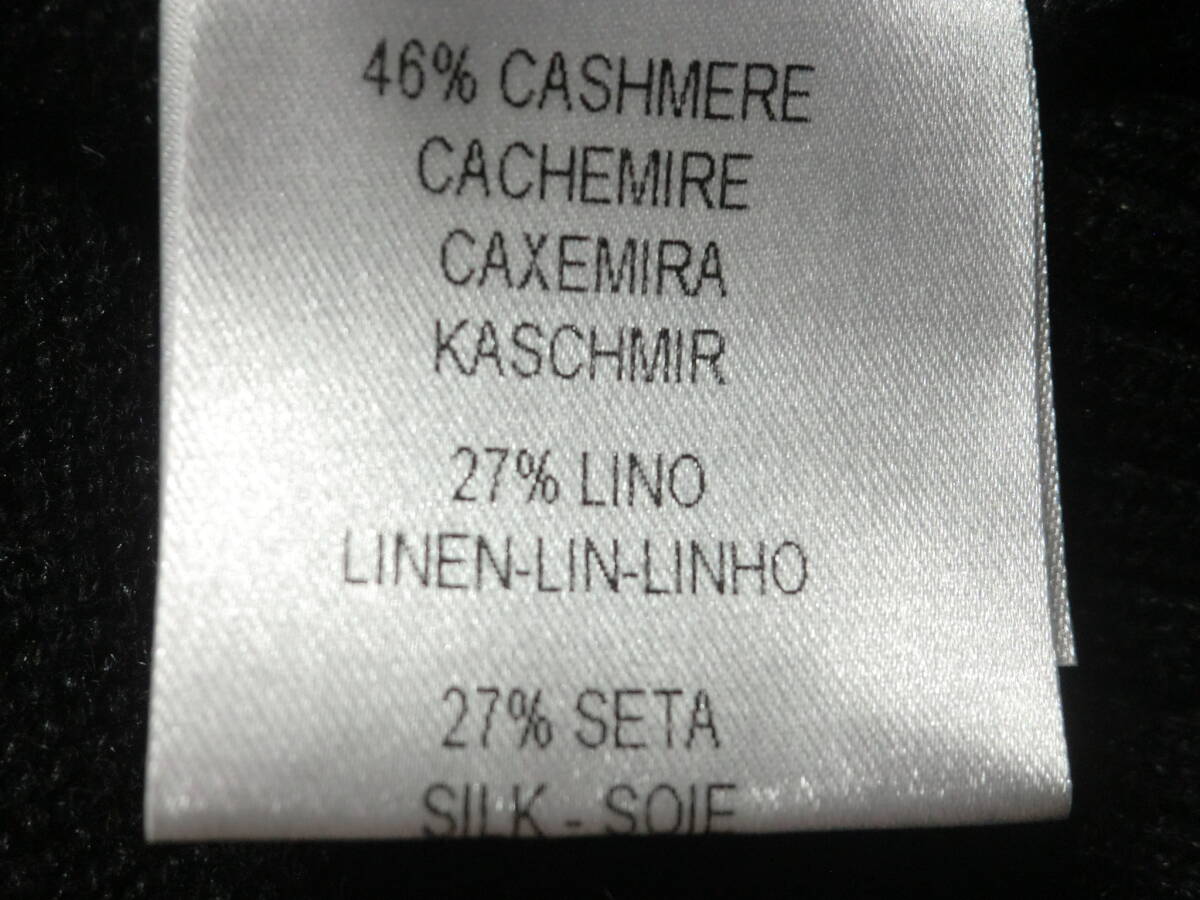 46% CASHMERE
CACHEMIRE
CAXEMIRA
KASCHMIR
27% LINO
LINEN-LIN-LINHO
27% SETA
SILK - SOIE